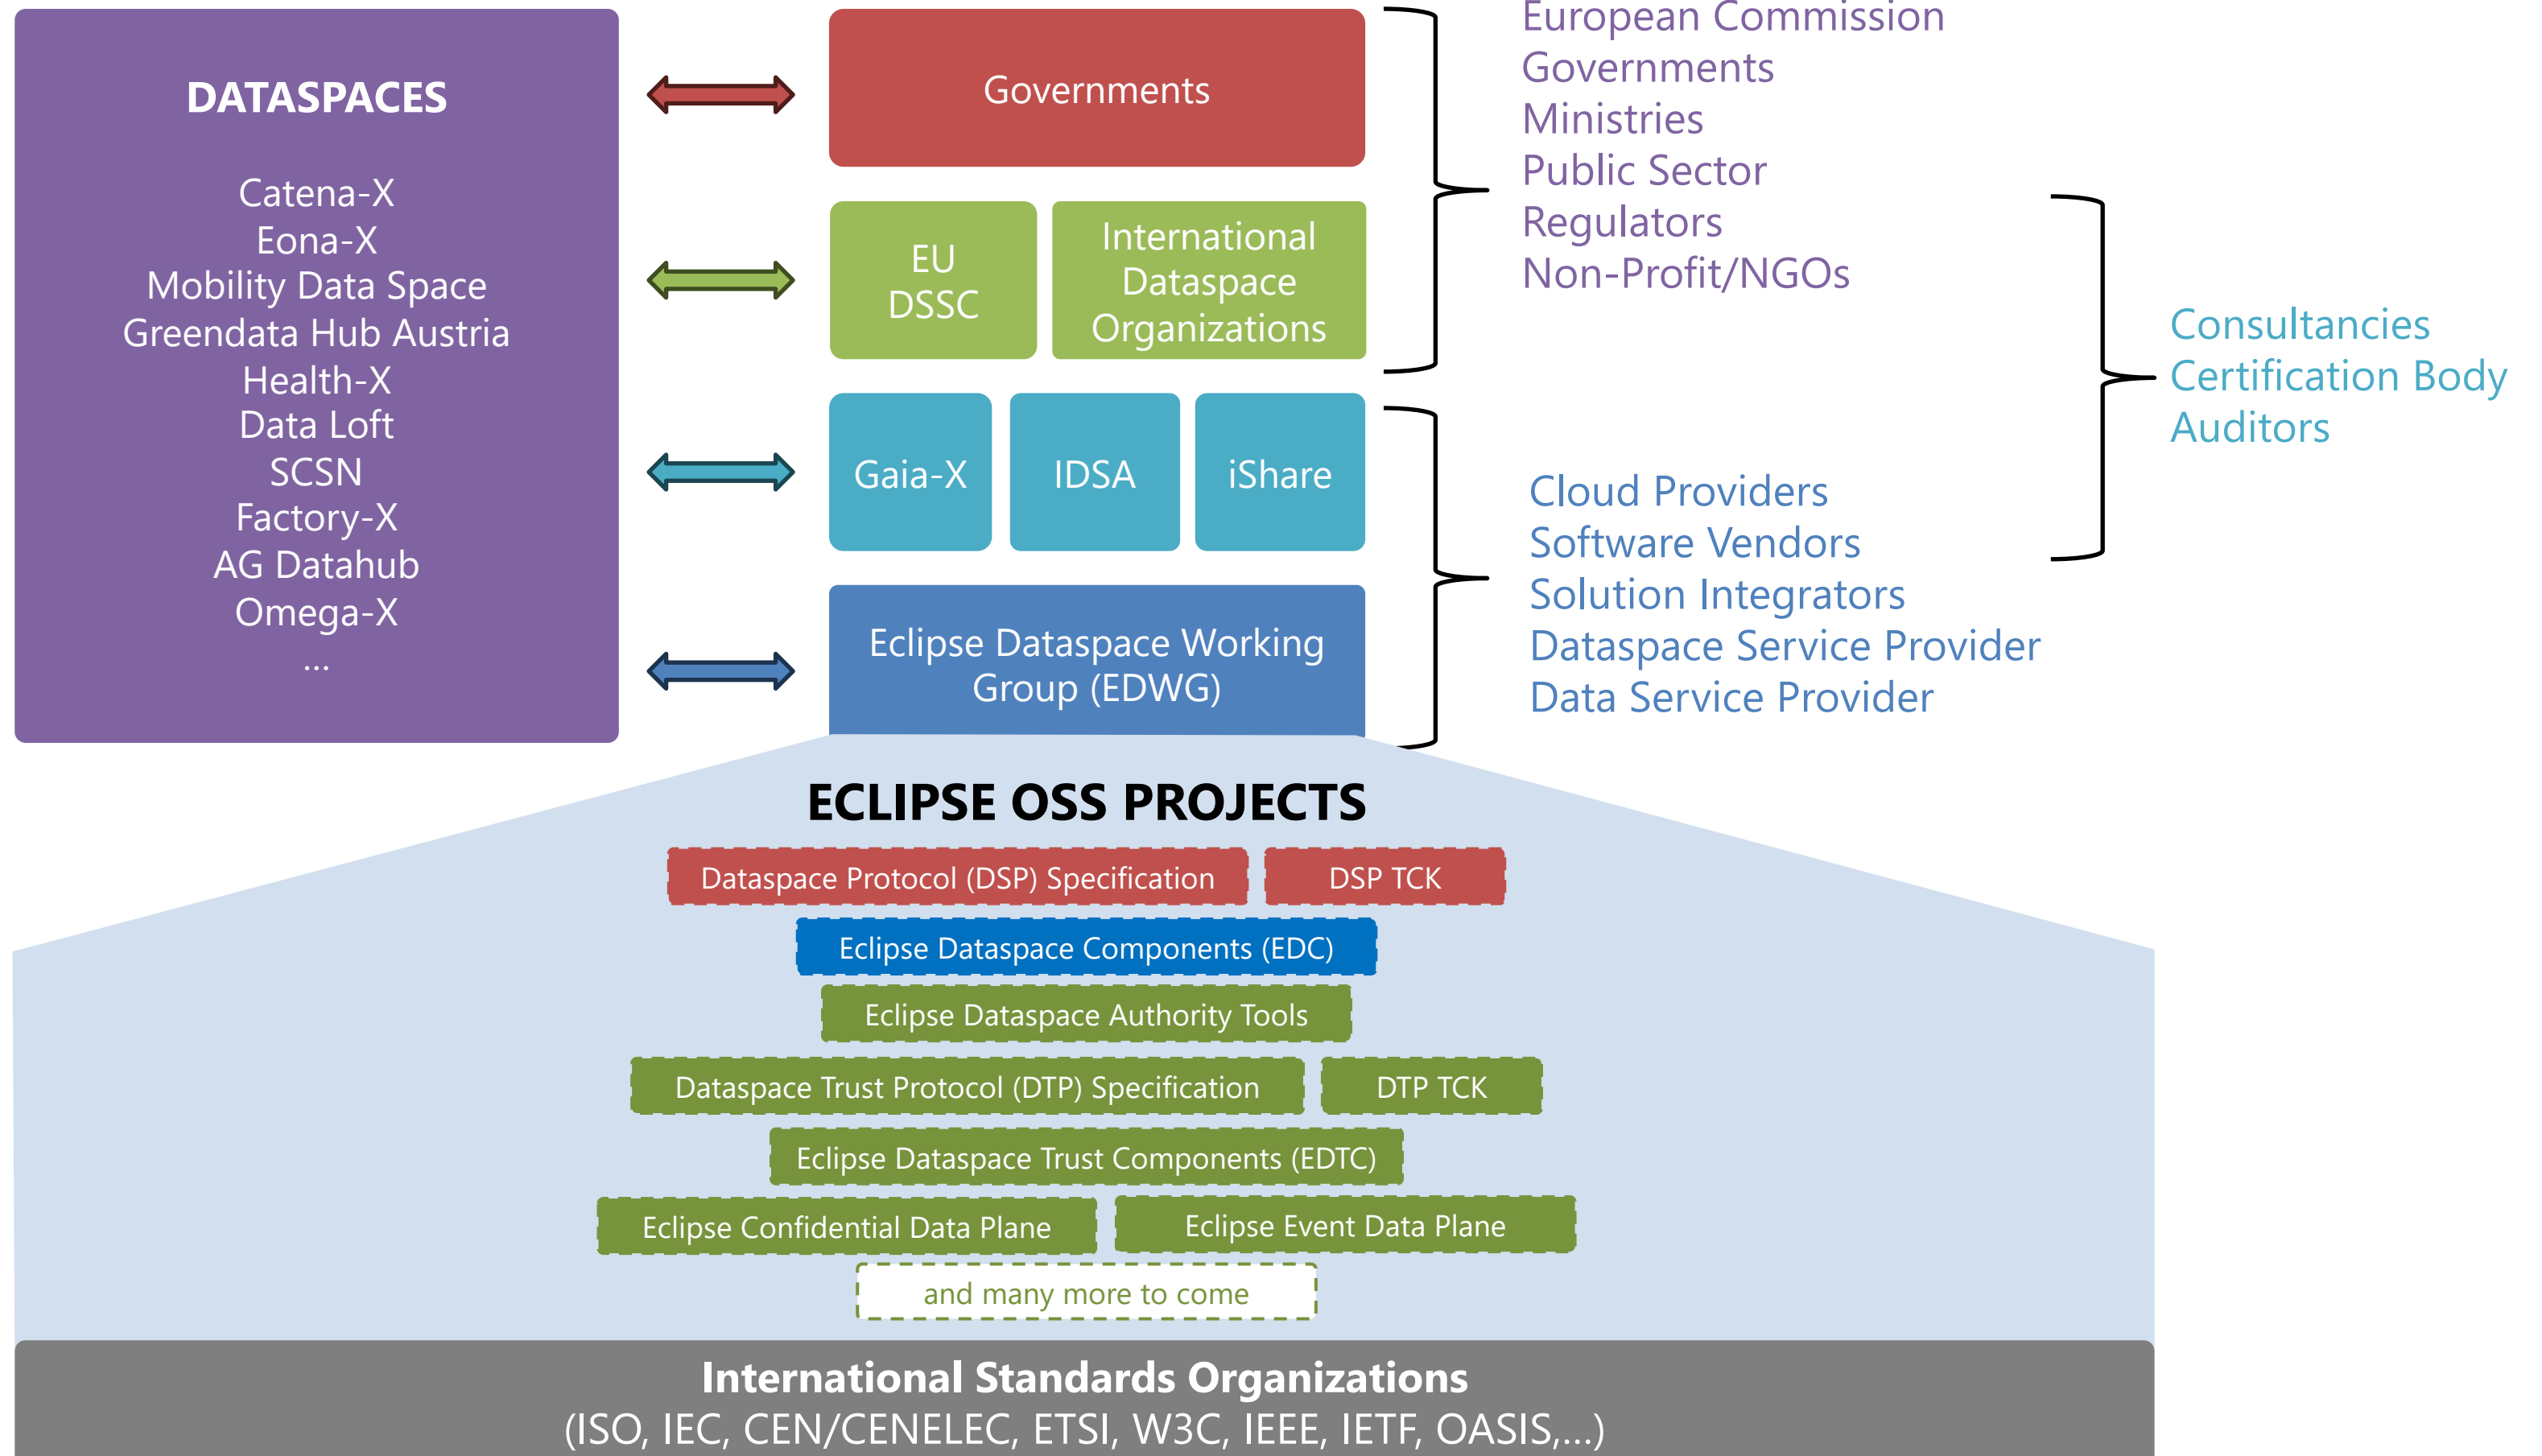 DATASPACES
Catena-X
Eona-X
Mobility Data Space
Greendata Hub Austria
Health-X
Data Loft
SCSN
Factory-X
AG Datahub
Omega-X
...
Governments
EU
DSSC
International
Dataspace
Organizations
Gaia-X
IDSA
iShare
Eclipse Dataspace Working
Group (EDWG)
European Commission
Governments
Ministries
Public Sector
Regulators
Non-Profit/NGOs
Cloud Providers
Software Vendors
Solution Integrators
Dataspace Service Provider
Data Service Provider
Consultancies
Certification Body
Auditors
ECLIPSE OSS PROJECTS
Dataspace Protocol (DSP) Specification
DSP TCK
Eclipse Dataspace Components (EDC)
Eclipse Dataspace Authority Tools
Dataspace Trust Protocol (DTP) Specification
DTP TCK
Eclipse Dataspace Trust Components (EDTC)
Eclipse Confidential Data Plane
Eclipse Event Data Plane
and many more to come
International Standards Organizations
(ISO, IEC, CEN/CENELEC, ETSI, W3C, IEEE, IETF, OASIS,...)